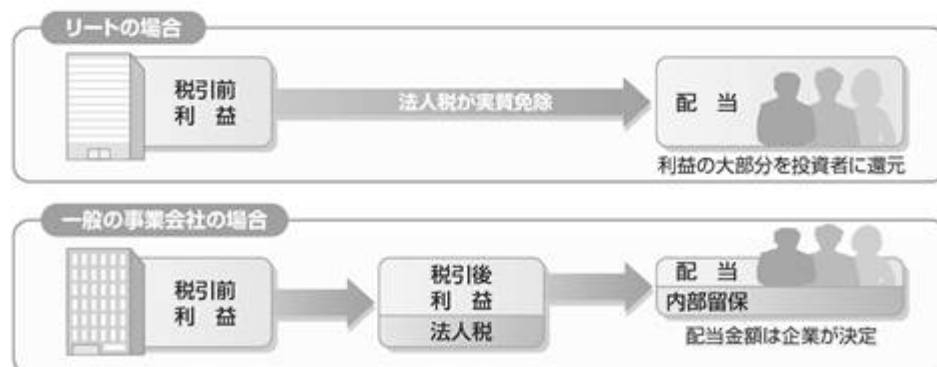 リートの場合
税引前
利　益
法人税が実質免除
配　当
利益の大部分を投資者に還元
一般の事業会社の場合
税引前
利　益
税引後
利　益
法人税
配　当
内部留保
配当金額は企業が決定